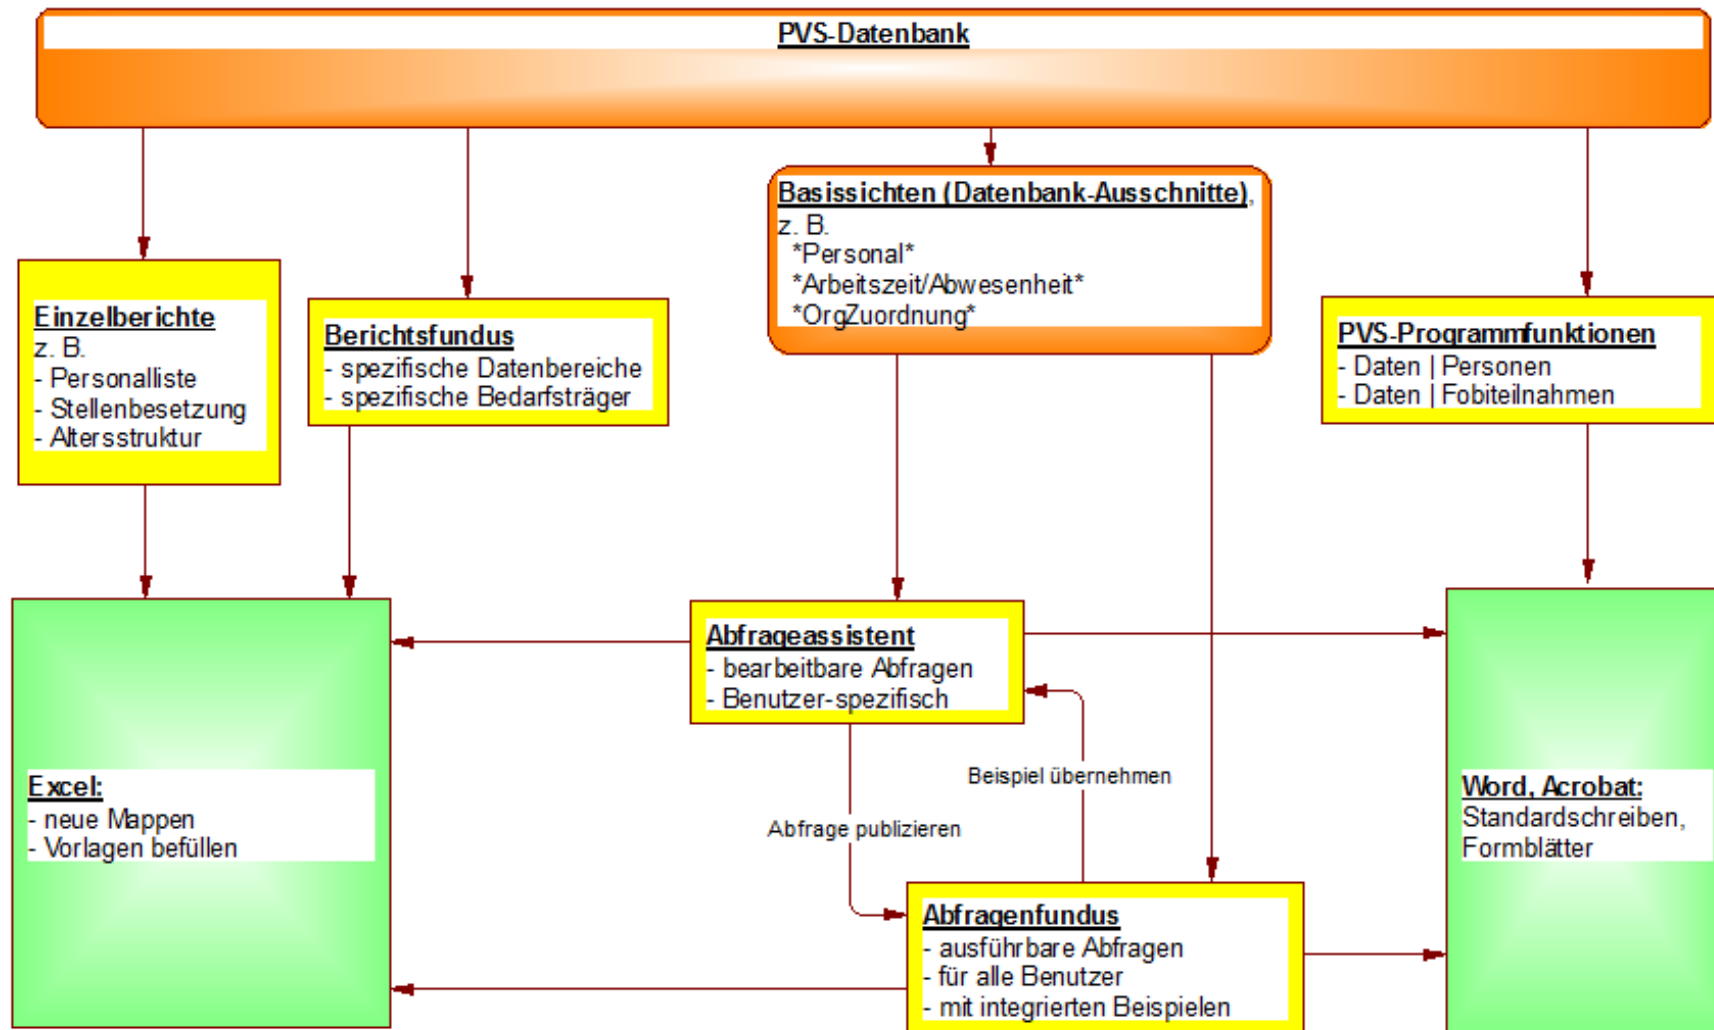 PVS-Datenbank
Basissichten (Datenbank-Ausschnitte),
z. B.
*Personal*
*Arbeitszeit/Abwesenheit*
*OrgZuordnung*
Einzelberichte
z. B.
- Personalliste
- Stellenbesetzung
- Altersstruktur
Berichtsfundus
- spezifische Datenbereiche
- spezifische Bedarfsträger
PVS-Programmfunktionen
- Daten | Personen
- Daten | Fobiteilnahmen
Abfrageassistent
- bearbeitbare Abfragen
- Benutzer-spezifisch
Beispiel übernehmen
Abfrage publizieren
Excel:
- neue Mappen
- Vorlagen befüllen
Word, Acrobat:
Standardschreiben,
Formblätter
Abfragenfundus
- ausführbare Abfragen
- für alle Benutzer
- mit integrierten Beispielen